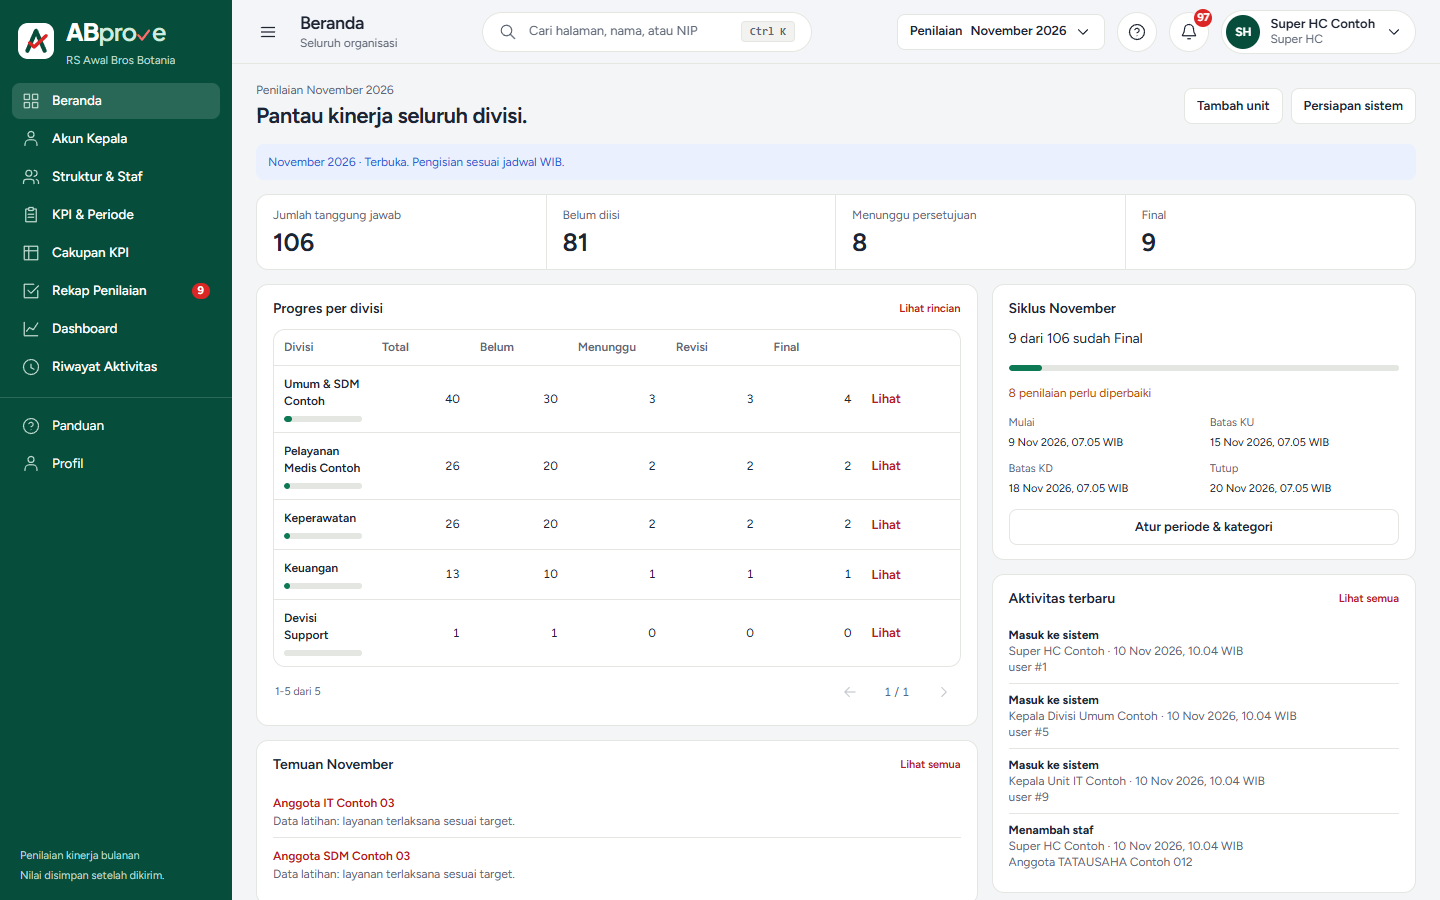 ABprove
RS Awal Bros Botania
Beranda
Akun Kepala
Struktur & Staf
KPI & Periode
Cakupan KPI
Rekap Penilaian 9
Dashboard
Riwayat Aktivitas
Panduan
Profil
Penilaian kinerja bulanan
Nilai disimpan setelah dikirim.
Beranda
Seluruh organisasi
Cari halaman, nama, atau NIP Ctrl K
Penilaian November 2026
97
SH
Super HC Contoh
Super HC
Penilaian November 2026
Pantau kinerja seluruh divisi.
Tambah unit
Persiapan sistem
November 2026 · Terbuka. Pengisian sesuai jadwal WIB.
Jumlah tanggung jawab
106
Belum diisi
81
Menunggu persetujuan
8
Final
9
Progres per divisi
Lihat rincian
Divisi Total Belum Menunggu Revisi Final
Umum & SDM
Contoh
40 30 3 3 4 Lihat
Pelayanan
Medis Contoh
26 20 2 2 2 Lihat
Keperawatan
26 20 2 2 2 Lihat
Keuangan
13 10 1 1 1 Lihat
Devisi
Support
1 1 0 0 0 Lihat
1-5 dari 5
1 / 1
Temuan November
Lihat semua
Anggota IT Contoh 03
Data latihan: layanan terlaksana sesuai target.
Anggota SDM Contoh 03
Data latihan: layanan terlaksana sesuai target.
Siklus November
9 dari 106 sudah Final
8 penilaian perlu diperbaiki
Mulai
9 Nov 2026, 07.05 WIB
Batas KU
15 Nov 2026, 07.05 WIB
Batas KD
18 Nov 2026, 07.05 WIB
Tutup
20 Nov 2026, 07.05 WIB
Atur periode & kategori
Aktivitas terbaru
Lihat semua
Masuk ke sistem
Super HC Contoh · 10 Nov 2026, 10.04 WIB
user #1
Masuk ke sistem
Kepala Divisi Umum Contoh · 10 Nov 2026, 10.04 WIB
user #5
Masuk ke sistem
Kepala Unit IT Contoh · 10 Nov 2026, 10.04 WIB
user #9
Menambah staf
Super HC Contoh · 10 Nov 2026, 10.04 WIB
Anggota TATAUSAHA Contoh 012